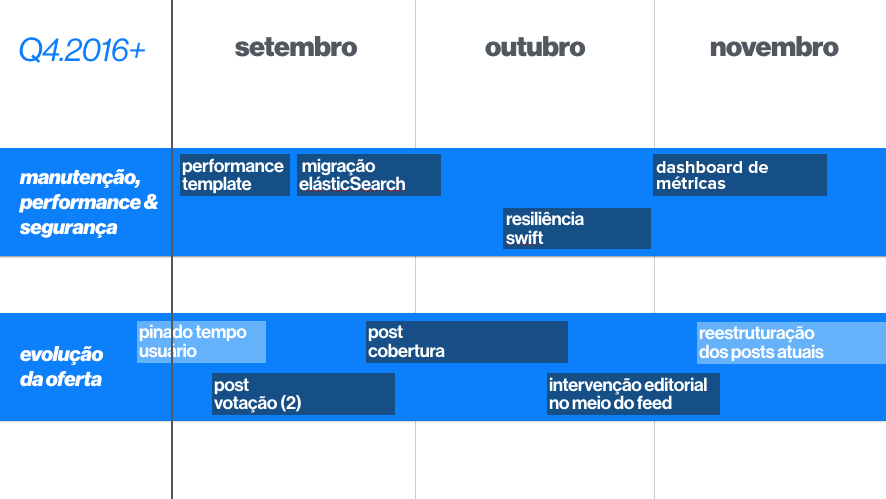 Q4.2016+
setembro
outubro
novembro
manutenção,
performance &
segurança
performance
template
migração
elásticSearch
resiliência
swift
dashboard de
métricas
evolução
da oferta
pinado tempo
usuário
post
votação (2)
post
cobertura
intervenção editorial
no meio do feed
reestruturação
dos posts atuais